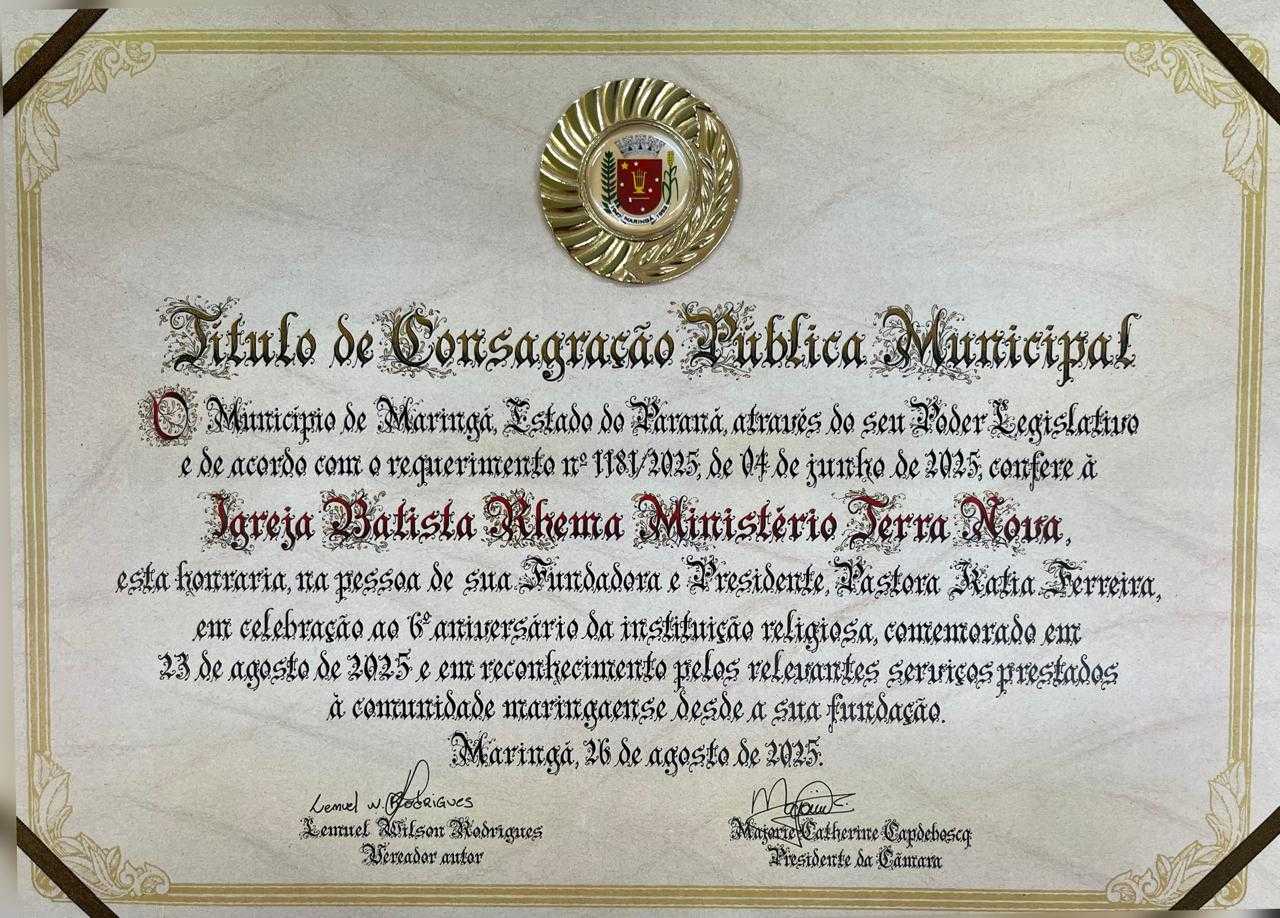 MARINGÁ
Título de Consagração Pública Municipal
O Município de Maringá, Estado do Paraná, através do seu Poder Legislativo
e de acordo com o requerimento nº 1181/2025, de 04 de junho de 2025, confere à
Igreja Batista Rhema Ministério Terra Nova,
esta honraria, na pessoa de sua Fundadora e Presidente, Pastora Katia Ferreira,
em celebração ao 6º aniversário da instituição religiosa, comemorado em
23 de agosto de 2025 e em reconhecimento pelos relevantes serviços prestados
à comunidade maringaense desde a sua fundação.
Maringá, 26 de agosto de 2025.
Lemuel W. Rodrigues
Lemuel Wilson Rodrigues
Vereador autor
Majorie Catherine Capdeboscq
Presidente da Câmara